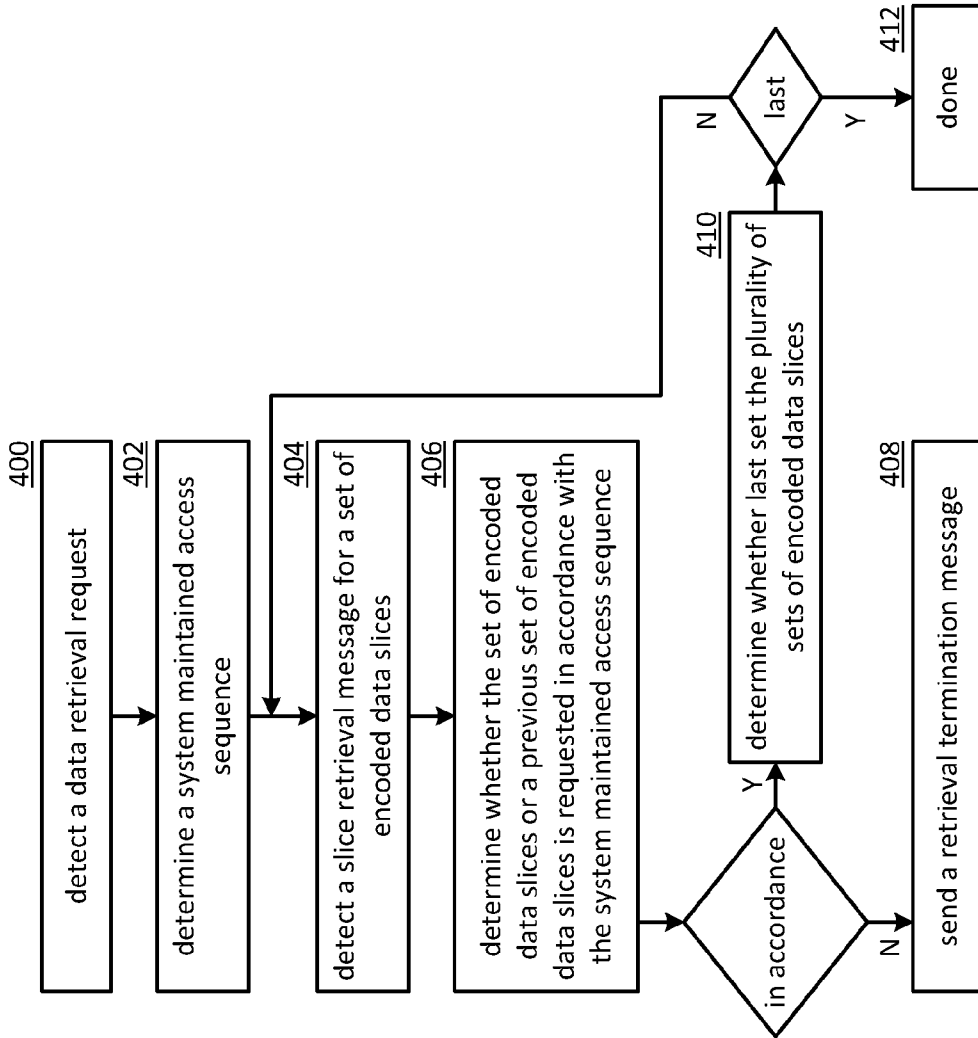 400
detect a data retrieval request
402
determine a system maintained access
sequence
404
detect a slice retrieval message for a set of
encoded data slices
406
determine whether the set of encoded
data slices or a previous set of encoded
data slices is requested in accordance with
the system maintained access sequence
in accordance
Y
N
408
send a retrieval termination message
410
determine whether last set the plurality of
sets of encoded data slices
last
N
Y
412
done